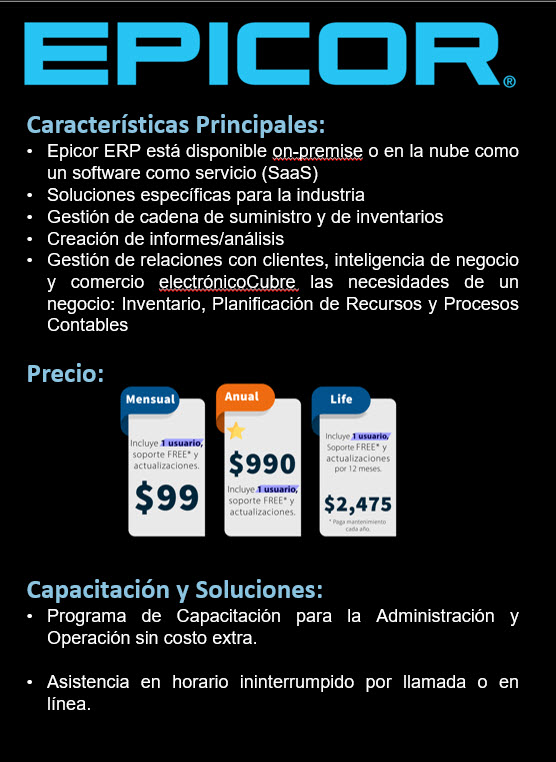 EPICOR®
Características Principales:
• Epicor ERP está disponible on-premise o en la nube como
un software como servicio (SaaS)
• Soluciones específicas para la industria
• Gestión de cadena de suministro y de inventarios
• Creación de informes/análisis
• Gestión de relaciones con clientes, inteligencia de negocio
y comercio electrónicoCubre las necesidades de un
negocio: Inventario, Planificación de Recursos y Procesos
Contables
Precio:
Mensual
Incluye 1 usuario,
soporte FREE* y
actualizaciones.
$99
Anual
$990
Incluye 1 usuario,
soporte FREE* y
actualizaciones.
Life
Incluye 1 usuario,
Soporte FREE* y
actualizaciones
por 12 meses.
$2,475
* Paga mantenimiento
cada año.
Capacitación y Soluciones:
• Programa de Capacitación para la Administración y
Operación sin costo extra.
• Asistencia en horario ininterrumpido por llamada o en
línea.